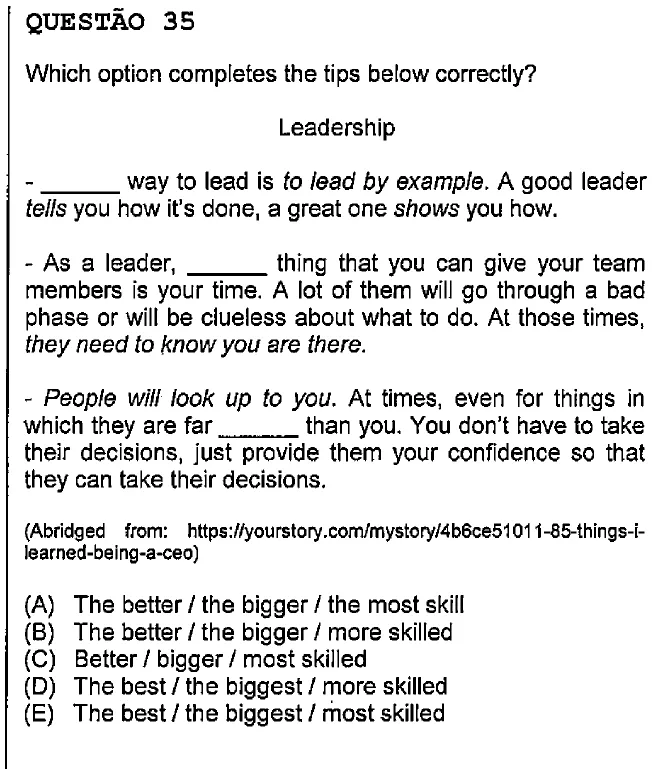 QUESTÃO 35
Which option completes the tips below correctly?
Leadership
- ______ way to lead is to lead by example. A good leader
tells you how it's done, a great one shows you how.
- As a leader, ______ thing that you can give your team
members is your time. A lot of them will go through a bad
phase or will be clueless about what to do. At those times,
they need to know you are there.
- People will look up to you. At times, even for things in
which they are far ______ than you. You don't have to take
their decisions, just provide them your confidence so that
they can take their decisions.
(Abridged from: https://yourstory.com/mystory/4b6ce51011-85-things-i-
learned-being-a-ceo)
(A) The better / the bigger / the most skill
(B) The better / the bigger / more skilled
(C) Better / bigger / most skilled
(D) The best / the biggest / more skilled
(E) The best / the biggest / most skilled